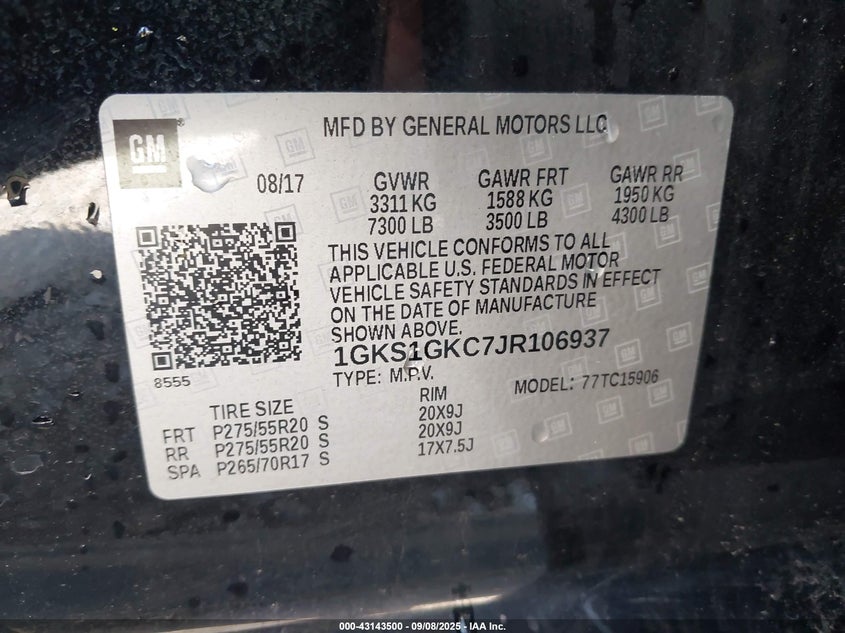 GM
MFD BY GENERAL MOTORS LLC
08/17
GVWR GAWR FRT GAWR RR
3311 KG 1588 KG 1950 KG
7300 LB 3500 LB 4300 LB
THIS VEHICLE CONFORMS TO ALL
APPLICABLE U.S. FEDERAL MOTOR
VEHICLE SAFETY STANDARDS IN EFFECT
ON THE DATE OF MANUFACTURE
SHOWN ABOVE.
1GKS1GKC7JR106937
8555
TYPE: M.P.V. MODEL: 77TC15906
TIRE SIZE RIM
FRT P275/55R20 S 20X9J
RR P275/55R20 S 20X9J
SPA P265/70R17 S 17X7.5J
000-43143500 - 09/08/2025 - IAA Inc.